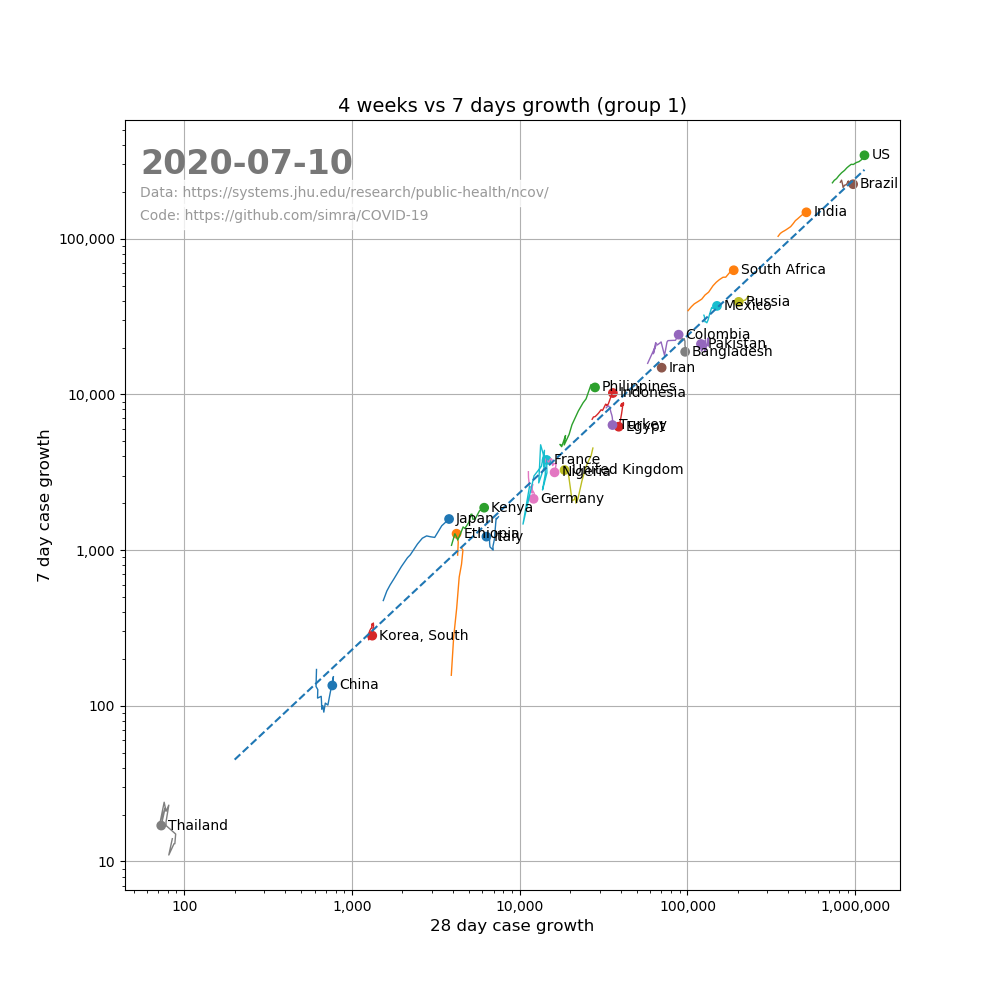 4 weeks vs 7 days growth (group 1)
2020-07-10
Data: https://systems.jhu.edu/research/public-health/ncov/
Code: https://github.com/simra/COVID-19
US
Brazil
India
South Africa
Russia
Mexico
Colombia
Pakistan
Bangladesh
Iran
Philippines
Indonesia
Turkey
Egypt
France
United Kingdom
Nigeria
Germany
Kenya
Japan
Ethiopia
Italy
Korea, South
China
Thailand
7 day case growth
100,000
10,000
1,000
100
10
100
1,000
10,000
100,000
1,000,000
28 day case growth